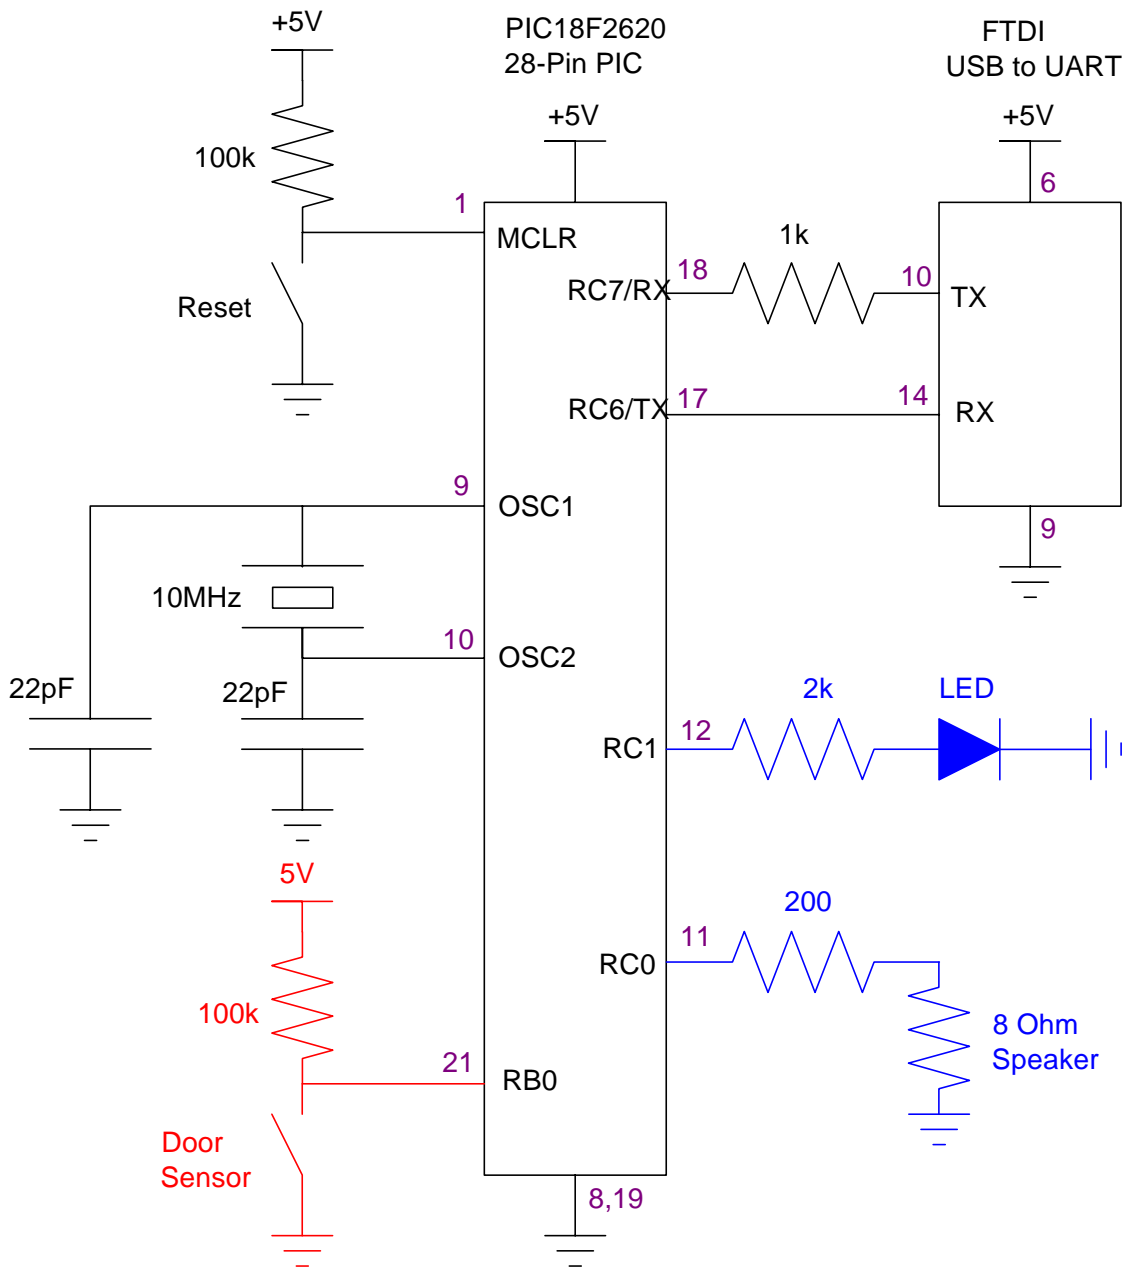 +5V
PIC18F2620
28-Pin PIC
FTDI
USB to UART
+5V
+5V
100k
6
1
MCLR
1k
RC7/RX
18
10
TX
Reset
RC6/TX
17
14
RX
9
OSC1
9
10MHz
10
OSC2
22pF
22pF
2k
LED
RC1
12
5V
200
RC0
11
100k
8 Ohm
Speaker
21
RB0
Door
Sensor
8,19